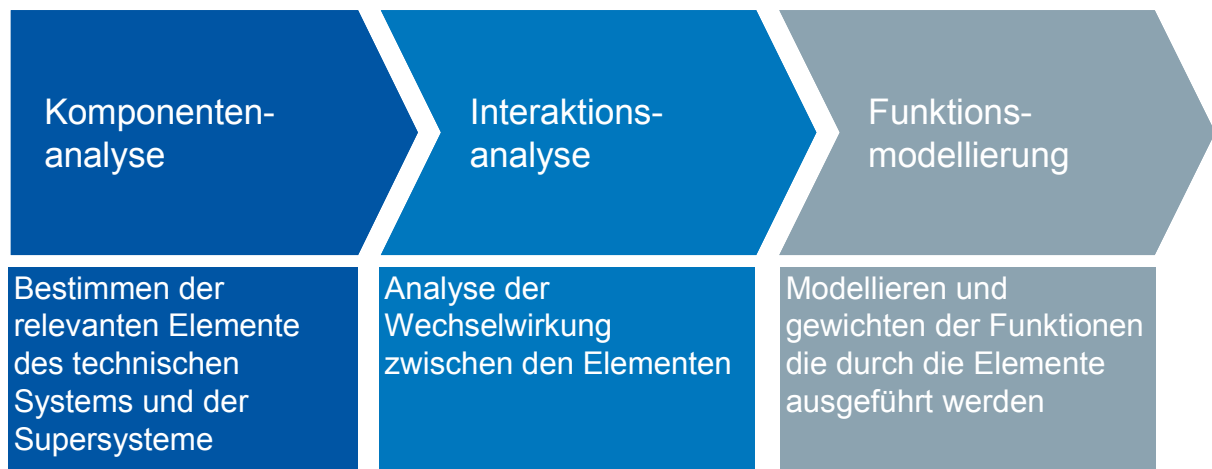 Komponenten-
analyse
Bestimmen der
relevanten Elemente
des technischen
Systems und der
Supersysteme
Interaktions-
analyse
Analyse der
Wechselwirkung
zwischen den Elementen
Funktions-
modellierung
Modellieren und
gewichten der Funktionen
die durch die Elemente
ausgeführt werden